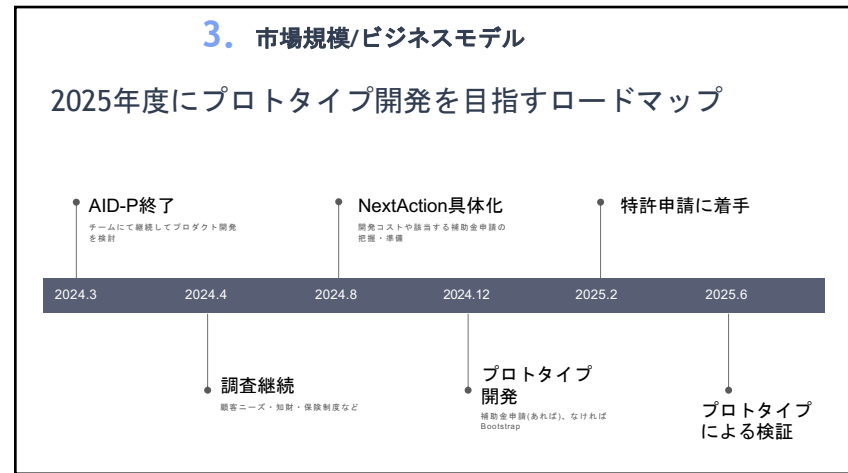 3. 市場規模/ビジネスモデル
2025年度にプロトタイプ開発を目指すロードマップ
AID-P終了
チームにて継続してプロダクト開発
を検討
NextAction具体化
開発コストや該当する補助金申請の
把握・準備
特許申請に着手
2024.3
2024.4
2024.8
2024.12
2025.2
2025.6
調査継続
顧客ニーズ・知財・保険制度など
プロトタイプ
開発
補助金申請(あれば)、なければ
Bootstrap
プロトタイプ
による検証